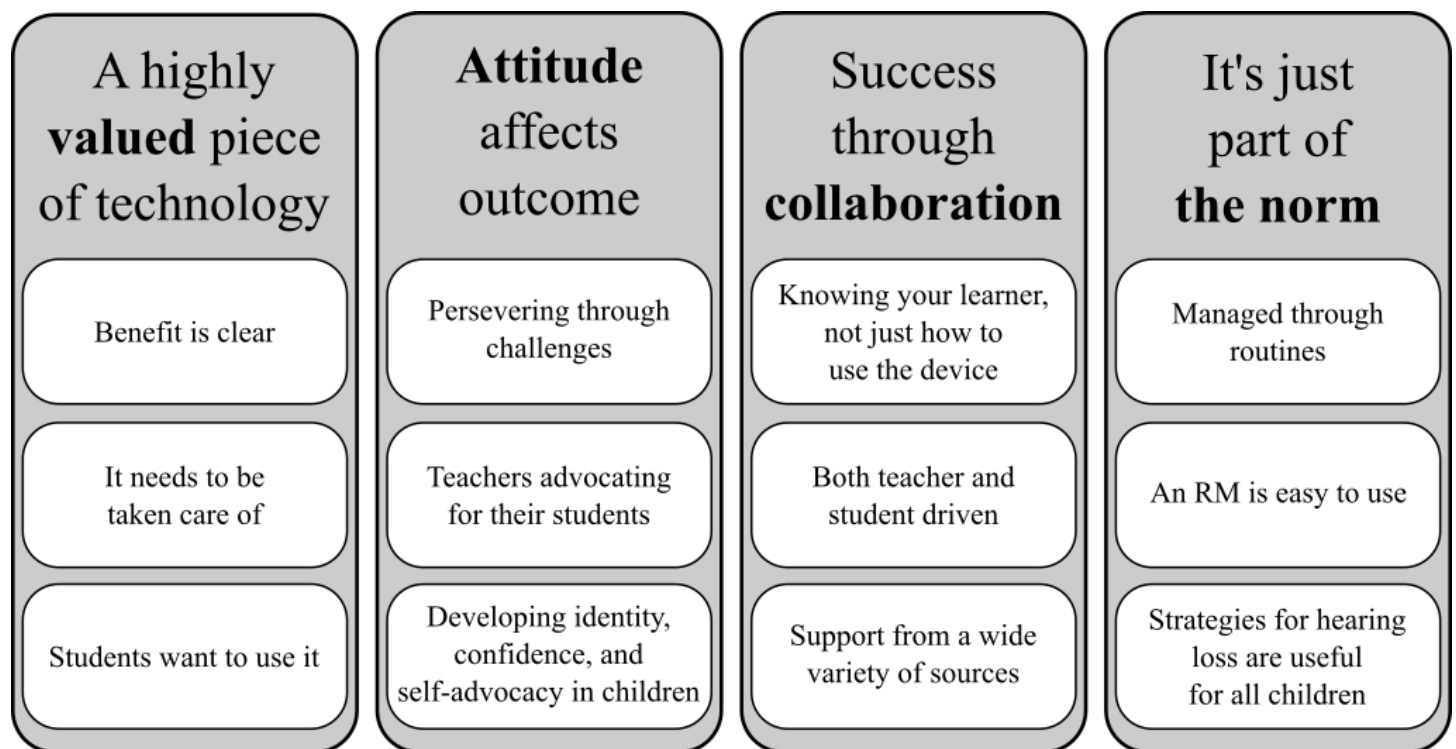 A highly
valued piece
of technology
Benefit is clear
It needs to be
taken care of
Students want to use it
Attitude
affects
outcome
Persevering through
challenges
Teachers advocating
for their students
Developing identity,
confidence, and
self-advocacy in children
Success
through
collaboration
Knowing your learner,
not just how to
use the device
Both teacher and
student driven
Support from a wide
variety of sources
It's just
part of
the norm
Managed through
routines
An RM is easy to use
Strategies for hearing
loss are useful
for all children